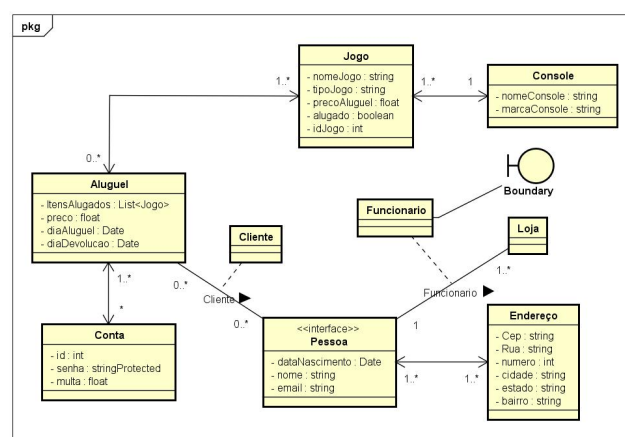 pkg
Jogo
- nomeJogo : string
- tipoJogo : string
- precoAluguel : float
- alugado : boolean
- idJogo : int
1..*
1..*
1
Console
- nomeConsole : string
- marcaConsole : string
0..*
Aluguel
- ItensAlugados : List<Jogo>
- preco : float
- diaAluguel : Date
- diaDevolucao : Date
Boundary
Funcionario
Cliente
Loja
1..*
0..*
Cliente
Funcionario
1..*
*
0..*
1
Conta
- id : int
- senha : stringProtected
- multa : float
<<interface>>
Pessoa
- dataNascimento : Date
- nome : string
- email : string
1..*
1..*
Endereço
- Cep : string
- Rua : string
- numero : int
- cidade : string
- estado : string
- bairro : string